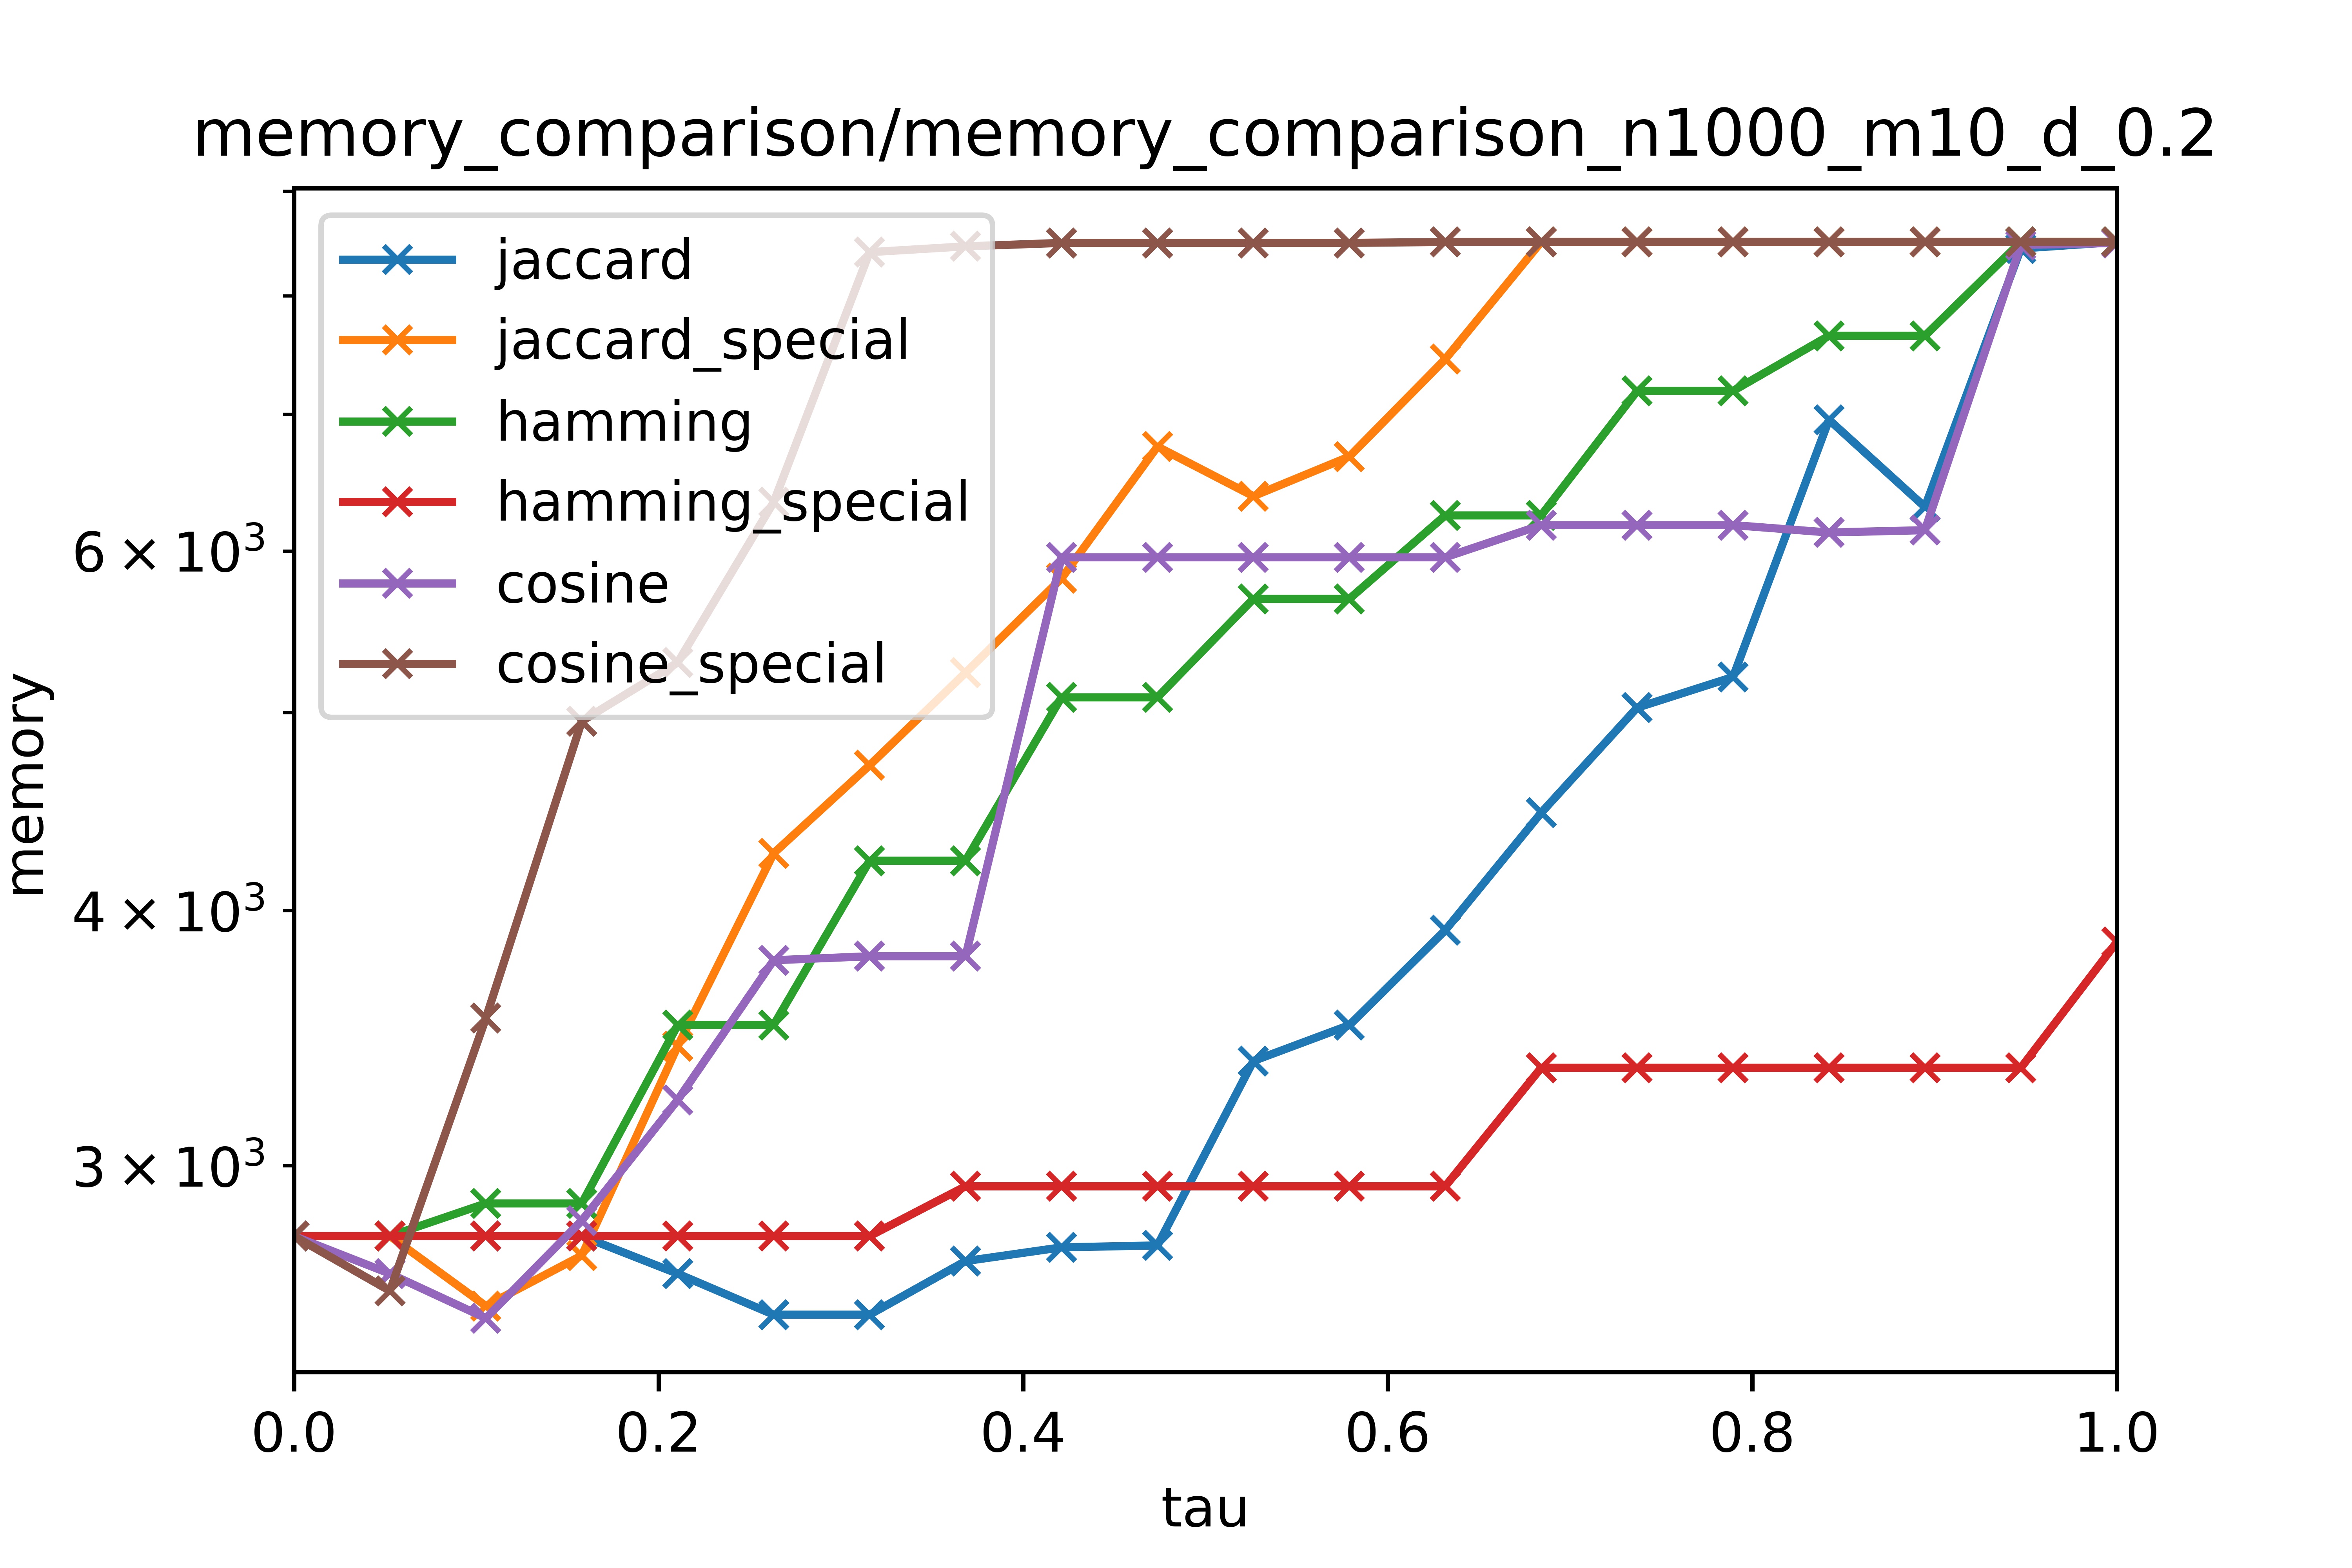 memory_comparison/memory_comparison_n1000_m10_d_0.2
jaccard
jaccard_special
hamming
hamming_special
cosine
cosine_special
memory
6 × 10³
4 × 10³
3 × 10³
0.0 0.2 0.4 0.6 0.8 1.0
tau